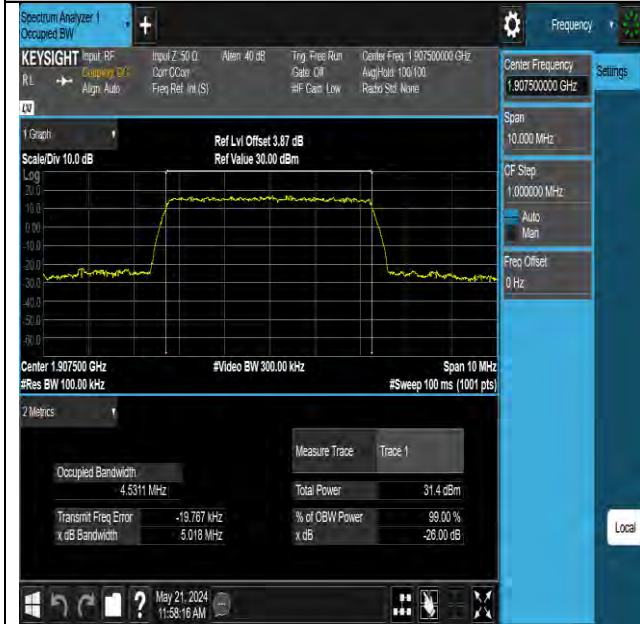 Spectrum Analyzer 1
Occupied BW
Frequency
KEYSIGHT Input: RF
Coupling: DC
Align: Auto
RL
LXI
Input Z: 50 Ω
Corr CCorr
Freq Ref: Int (S)
Atten: 40 dB
Trig: Free Run
Gate: Off
#IF Gain: Low
Center Freq: 1.907500000 GHz
Avg|Hold: 100/100
Radio Std: None
Center Frequency
1.907500000 GHz
Settings
Span
10.000 MHz
CF Step
1.000000 MHz
Auto
Man
Freq Offset
0 Hz
Local
1 Graph
Scale/Div 10.0 dB
Ref Lvl Offset 3.87 dB
Ref Value 30.00 dBm
Log
20.0
10.0
0.00
-10.0
-20.0
-30.0
-40.0
-50.0
-60.0
Center 1.907500 GHz
#Res BW 100.00 kHz
#Video BW 300.00 kHz
Span 10 MHz
#Sweep 100 ms (1001 pts)
2 Metrics
Measure Trace Trace 1
Occupied Bandwidth
4.5311 MHz
Total Power 31.4 dBm
Transmit Freq Error -19.767 kHz
% of OBW Power 99.00 %
x dB Bandwidth 5.018 MHz
x dB -26.00 dB
May 21, 2024
11:58:16 AM